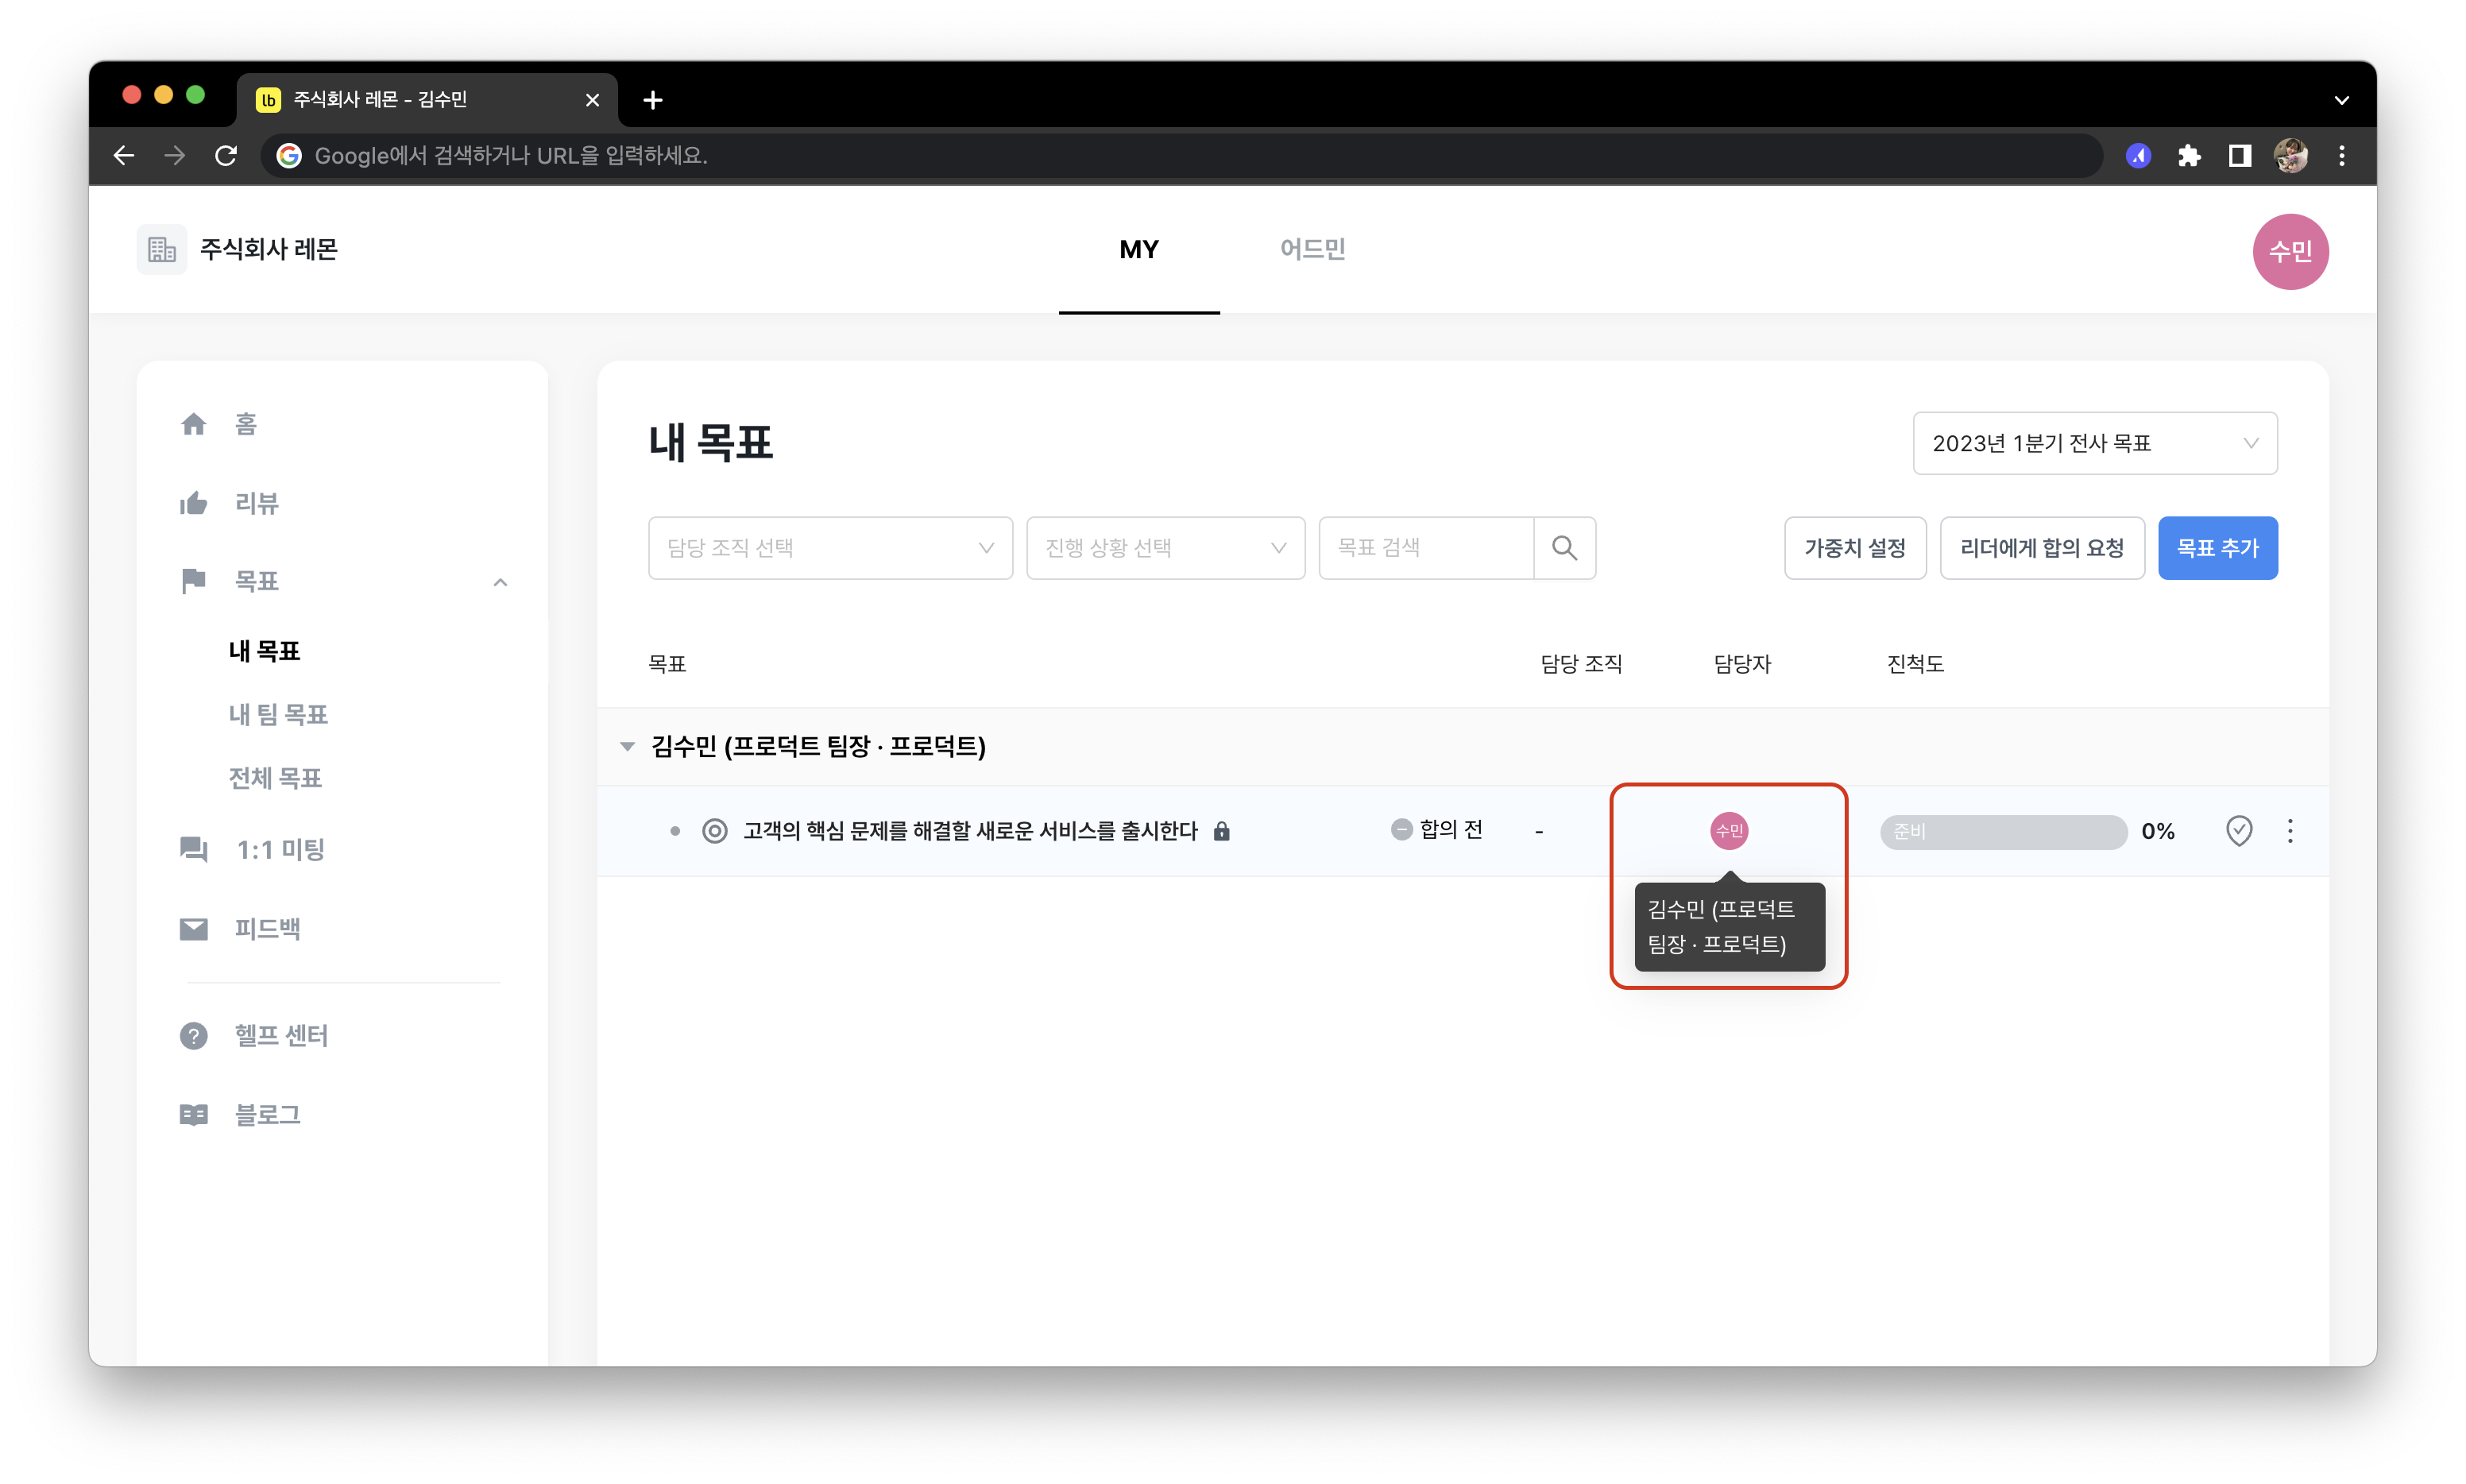 lb 주식회사 레몬 - 김수민
Google에서 검색하거나 URL을 입력하세요.
주식회사 레몬
MY
어드민
수민
홈
리뷰
목표
내 목표
내 팀 목표
전체 목표
1:1 미팅
피드백
헬프 센터
블로그
내 목표
2023년 1분기 전사 목표
담당 조직 선택
진행 상황 선택
목표 검색
가중치 설정
리더에게 합의 요청
목표 추가
목표
담당 조직
담당자
진척도
김수민 (프로덕트 팀장 · 프로덕트)
고객의 핵심 문제를 해결할 새로운 서비스를 출시한다
합의 전
-
수민
준비
0%
김수민 (프로덕트
팀장 · 프로덕트)